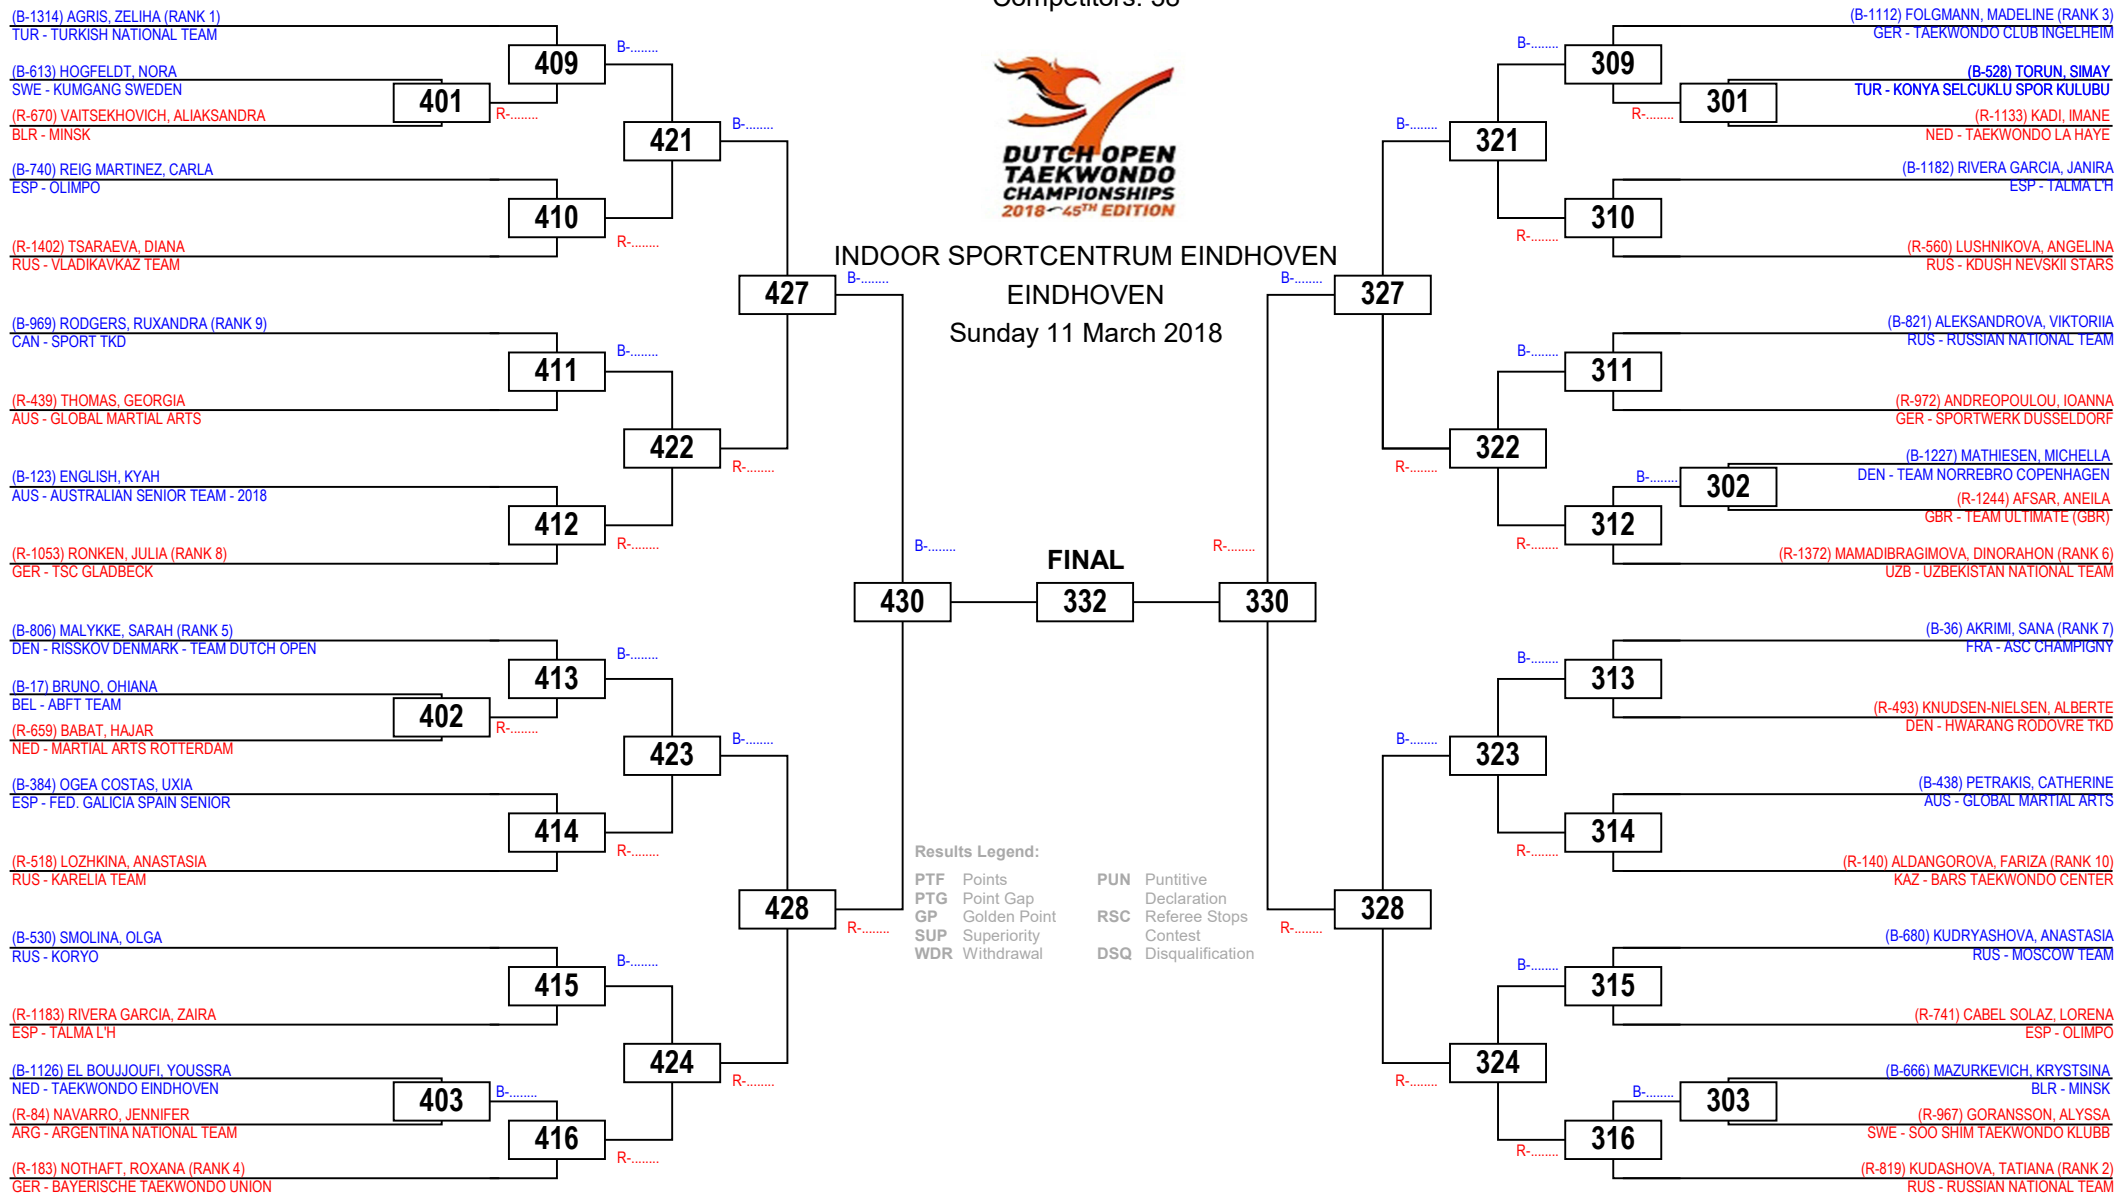 Competitors: 38
(B-1314) AGRIS, ZELIHA (RANK 1)
TUR - TURKISH NATIONAL TEAM
409
B-........
(B-613) HOGFELDT, NORA
SWE - KUMGANG SWEDEN
401
R-........
(R-670) VAITSEKHOVICH, ALIAKSANDRA
BLR - MINSK
421
B-........
(B-740) REIG MARTINEZ, CARLA
ESP - OLIMPO
410
R-........
(R-1402) TSARAEVA, DIANA
RUS - VLADIKAVKAZ TEAM
427
B-........
(B-969) RODGERS, RUXANDRA (RANK 9)
CAN - SPORT TKD
411
B-........
(R-439) THOMAS, GEORGIA
AUS - GLOBAL MARTIAL ARTS
422
R-........
(B-123) ENGLISH, KYAH
AUS - AUSTRALIAN SENIOR TEAM - 2018
412
R-........
(R-1053) RONKEN, JULIA (RANK 8)
GER - TSC GLADBECK
B-........
430
(B-806) MALYKKE, SARAH (RANK 5)
DEN - RISSKOV DENMARK - TEAM DUTCH OPEN
413
B-........
(B-17) BRUNO, OHIANA
BEL - ABFT TEAM
402
R-........
(R-659) BABAT, HAJAR
NED - MARTIAL ARTS ROTTERDAM
423
B-........
(B-384) OGEA COSTAS, UXIA
ESP - FED. GALICIA SPAIN SENIOR
414
R-........
(R-518) LOZHKINA, ANASTASIA
RUS - KARELIA TEAM
428
R-........
(B-530) SMOLINA, OLGA
RUS - KORYO
415
B-........
(R-1183) RIVERA GARCIA, ZAIRA
ESP - TALMA L'H
424
R-........
(B-1126) EL BOUJJOUFI, YOUSSRA
NED - TAEKWONDO EINDHOVEN
403
B-........
(R-84) NAVARRO, JENNIFER
ARG - ARGENTINA NATIONAL TEAM
416
R-........
(R-183) NOTHAFT, ROXANA (RANK 4)
GER - BAYERISCHE TAEKWONDO UNION
DUTCH OPEN
TAEKWONDO
CHAMPIONSHIPS
2018 45TH EDITION
INDOOR SPORTCENTRUM EINDHOVEN
EINDHOVEN
Sunday 11 March 2018
FINAL
332
Results Legend:
PTF Points
PTG Point Gap
GP Golden Point
SUP Superiority
WDR Withdrawal
PUN Puntitive
Declaration
RSC Referee Stops
Contest
DSQ Disqualification
(B-1112) FOLGMANN, MADELINE (RANK 3)
GER - TAEKWONDO CLUB INGELHEIM
B-........
309
(B-528) TORUN, SIMAY
TUR - KONYA SELCUKLU SPOR KULUBU
R-........
301
(R-1133) KADI, IMANE
NED - TAEKWONDO LA HAYE
B-........
321
(B-1182) RIVERA GARCIA, JANIRA
ESP - TALMA L'H
310
R-........
(R-560) LUSHNIKOVA, ANGELINA
RUS - KDUSH NEVSKII STARS
B-........
327
(B-821) ALEKSANDROVA, VIKTORIIA
RUS - RUSSIAN NATIONAL TEAM
B-........
311
(R-972) ANDREOPOULOU, IOANNA
GER - SPORTWERK DUSSELDORF
322
R-........
(B-1227) MATHIESEN, MICHELLA
DEN - TEAM NORREBRO COPENHAGEN
B-........
302
(R-1244) AFSAR, ANEILA
GBR - TEAM ULTIMATE (GBR)
312
R-........
(R-1372) MAMADIBRAGIMOVA, DINORAHON (RANK 6)
UZB - UZBEKISTAN NATIONAL TEAM
R-........
330
(B-36) AKRIMI, SANA (RANK 7)
FRA - ASC CHAMPIGNY
B-........
313
(R-493) KNUDSEN-NIELSEN, ALBERTE
DEN - HWARANG RODOVRE TKD
B-........
323
(B-438) PETRAKIS, CATHERINE
AUS - GLOBAL MARTIAL ARTS
314
R-........
(R-140) ALDANGOROVA, FARIZA (RANK 10)
KAZ - BARS TAEKWONDO CENTER
328
R-........
(B-680) KUDRYASHOVA, ANASTASIA
RUS - MOSCOW TEAM
B-........
315
(R-741) CABEL SOLAZ, LORENA
ESP - OLIMPO
324
R-........
(B-666) MAZURKEVICH, KRYSTSINA
BLR - MINSK
B-........
303
(R-967) GORANSSON, ALYSSA
SWE - SOO SHIM TAEKWONDO KLUBB
316
R-........
(R-819) KUDASHOVA, TATIANA (RANK 2)
RUS - RUSSIAN NATIONAL TEAM